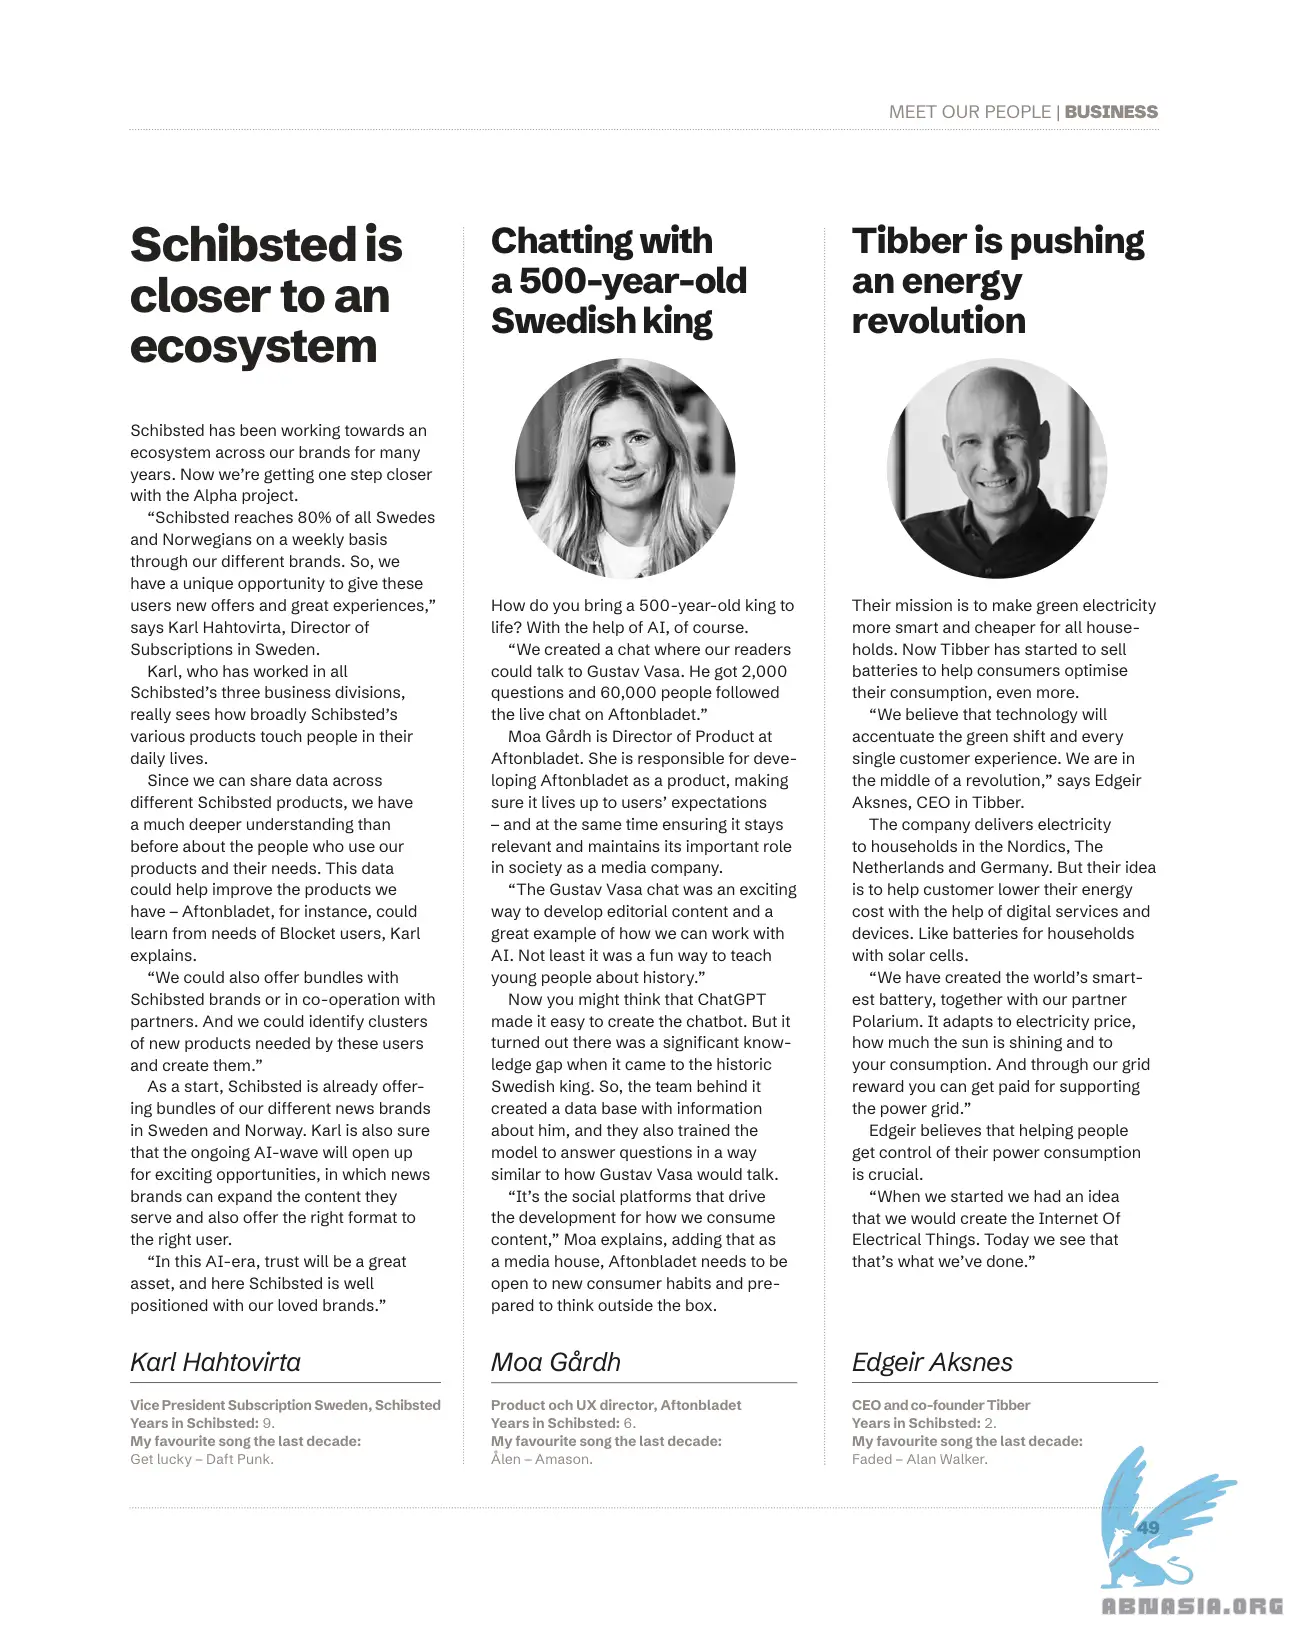 MEET OUR PEOPLE | BUSINESS
Schibsted is
closer to an
ecosystem
Schibsted has been working towards an
ecosystem across our brands for many
years. Now we’re getting one step closer
with the Alpha project.
“Schibsted reaches 80% of all Swedes
and Norwegians on a weekly basis
through our different brands. So, we
have a unique opportunity to give these
users new offers and great experiences,”
says Karl Hahtovirta, Director of
Subscriptions in Sweden.
Karl, who has worked in all
Schibsted’s three business divisions,
really sees how broadly Schibsted’s
various products touch people in their
daily lives.
Since we can share data across
different Schibsted products, we have
a much deeper understanding than
before about the people who use our
products and their needs. This data
could help improve the products we
have – Aftonbladet, for instance, could
learn from needs of Blocket users, Karl
explains.
“We could also offer bundles with
Schibsted brands or in co-operation with
partners. And we could identify clusters
of new products needed by these users
and create them.”
As a start, Schibsted is already offer-
ing bundles of our different news brands
in Sweden and Norway. Karl is also sure
that the ongoing AI-wave will open up
for exciting opportunities, in which news
brands can expand the content they
serve and also offer the right format to
the right user.
“In this AI-era, trust will be a great
asset, and here Schibsted is well
positioned with our loved brands.”
Karl Hahtovirta
Vice President Subscription Sweden, Schibsted
Years in Schibsted: 9.
My favourite song the last decade:
Get lucky – Daft Punk.
Chatting with
a 500-year-old
Swedish king
How do you bring a 500-year-old king to
life? With the help of AI, of course.
“We created a chat where our readers
could talk to Gustav Vasa. He got 2,000
questions and 60,000 people followed
the live chat on Aftonbladet.”
Moa Gårdh is Director of Product at
Aftonbladet. She is responsible for deve-
loping Aftonbladet as a product, making
sure it lives up to users’ expectations
– and at the same time ensuring it stays
relevant and maintains its important role
in society as a media company.
“The Gustav Vasa chat was an exciting
way to develop editorial content and a
great example of how we can work with
AI. Not least it was a fun way to teach
young people about history.”
Now you might think that ChatGPT
made it easy to create the chatbot. But it
turned out there was a significant know-
ledge gap when it came to the historic
Swedish king. So, the team behind it
created a data base with information
about him, and they also trained the
model to answer questions in a way
similar to how Gustav Vasa would talk.
“It’s the social platforms that drive
the development for how we consume
content,” Moa explains, adding that as
a media house, Aftonbladet needs to be
open to new consumer habits and pre-
pared to think outside the box.
Moa Gårdh
Product och UX director, Aftonbladet
Years in Schibsted: 6.
My favourite song the last decade:
Ålen – Amason.
Tibber is pushing
an energy
revolution
Their mission is to make green electricity
more smart and cheaper for all house-
holds. Now Tibber has started to sell
batteries to help consumers optimise
their consumption, even more.
“We believe that technology will
accentuate the green shift and every
single customer experience. We are in
the middle of a revolution,” says Edgeir
Aksnes, CEO in Tibber.
The company delivers electricity
to households in the Nordics, The
Netherlands and Germany. But their idea
is to help customer lower their energy
cost with the help of digital services and
devices. Like batteries for households
with solar cells.
“We have created the world’s smart-
est battery, together with our partner
Polarium. It adapts to electricity price,
how much the sun is shining and to
your consumption. And through our grid
reward you can get paid for supporting
the power grid.”
Edgeir believes that helping people
get control of their power consumption
is crucial.
“When we started we had an idea
that we would create the Internet Of
Electrical Things. Today we see that
that’s what we’ve done.”
Edgeir Aksnes
CEO and co-founder Tibber
Years in Schibsted: 2.
My favourite song the last decade:
Faded – Alan Walker.
49
ABNASIA.ORG